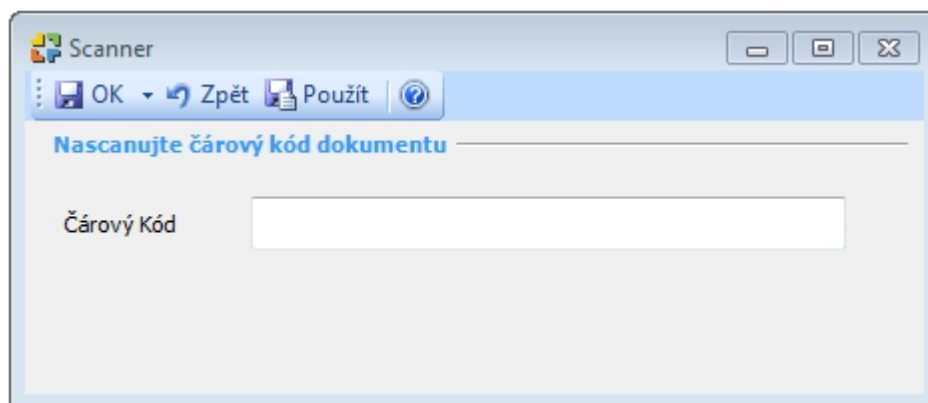 Scanner
OK Zpět Použít
Nascanujte čárový kód dokumentu
Čárový Kód